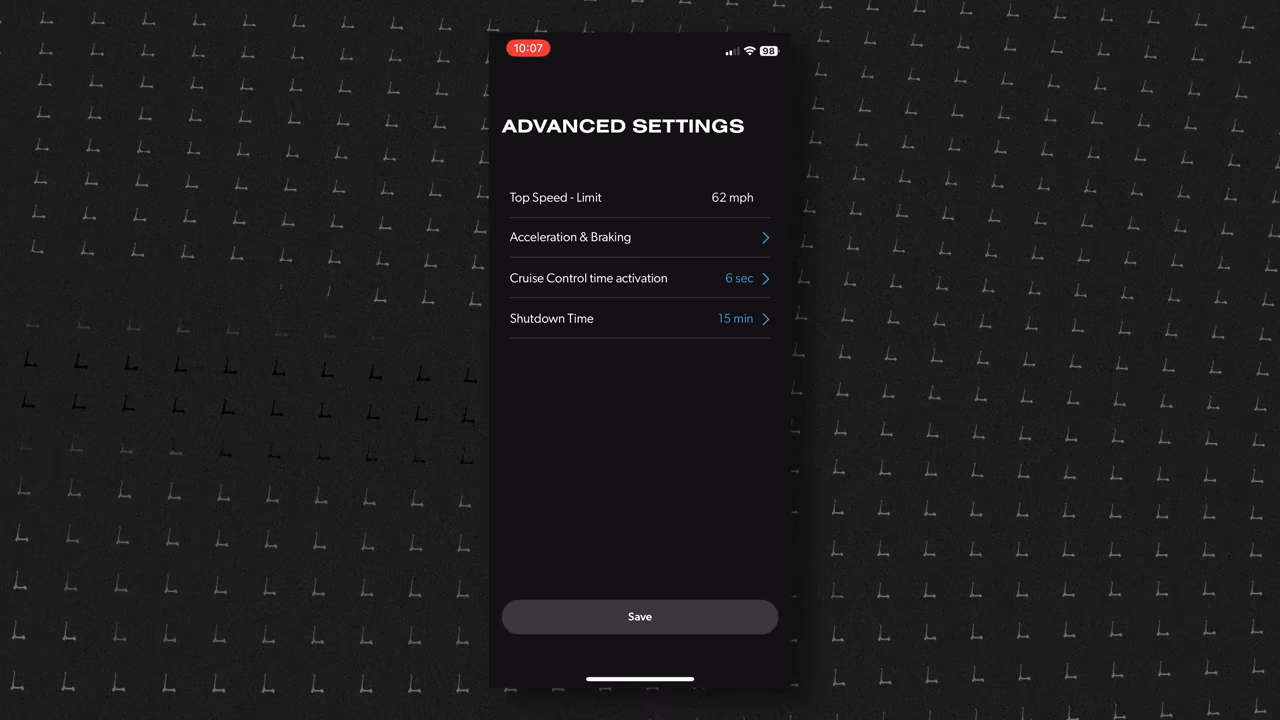 10:07
98
ADVANCED SETTINGS
Top Speed - Limit 62 mph
Acceleration & Braking
Cruise Control time activation 6 sec
Shutdown Time 15 min
Save